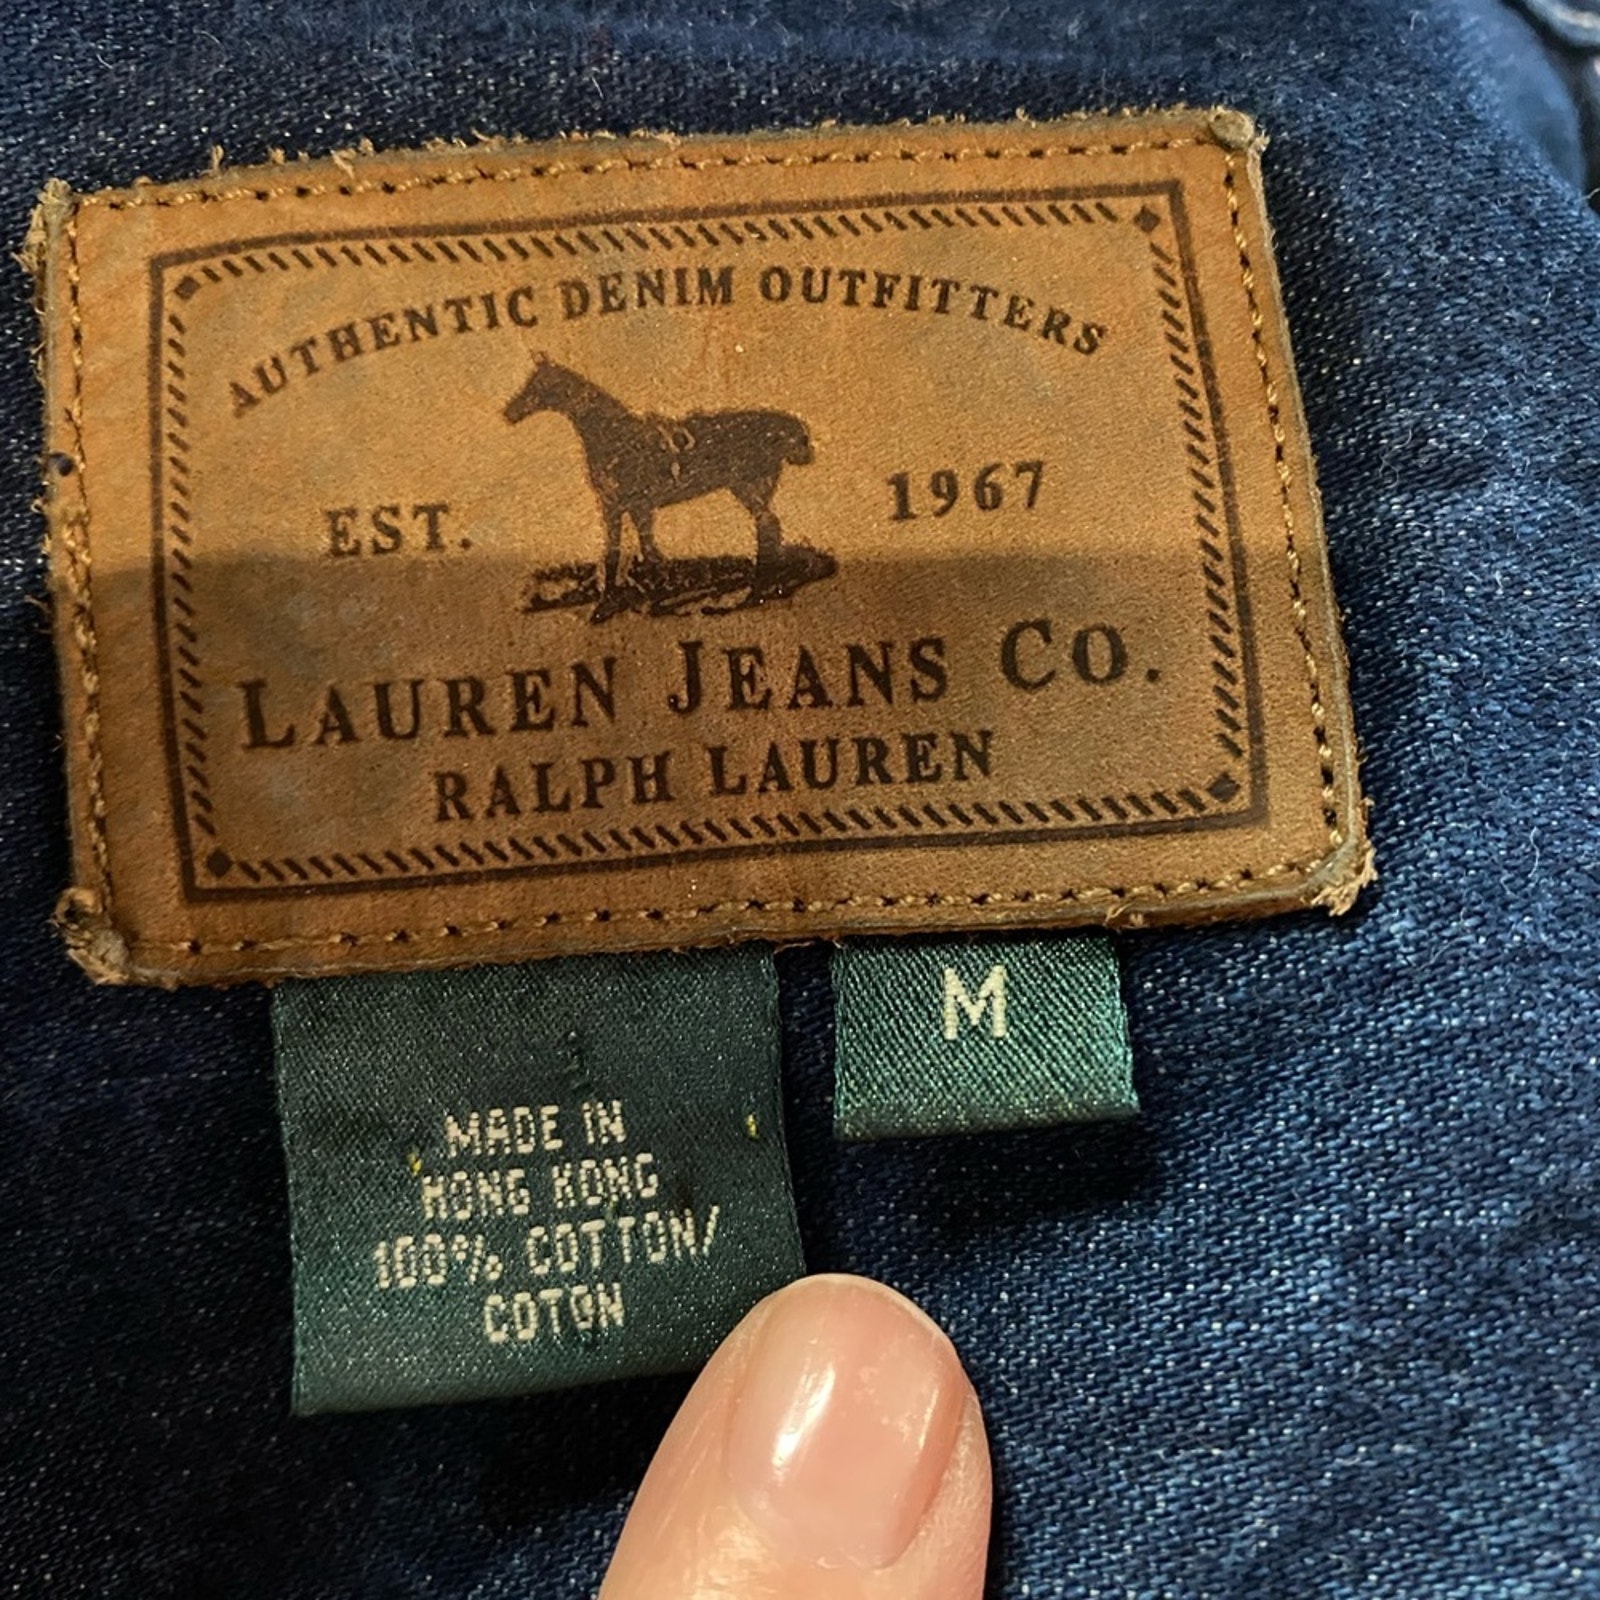 AUTHENTIC DENIM OUTFITTERS
EST. 1967
LAUREN JEANS CO.
RALPH LAUREN
M
MADE IN
HONG KONG
100% COTTON/
COTON